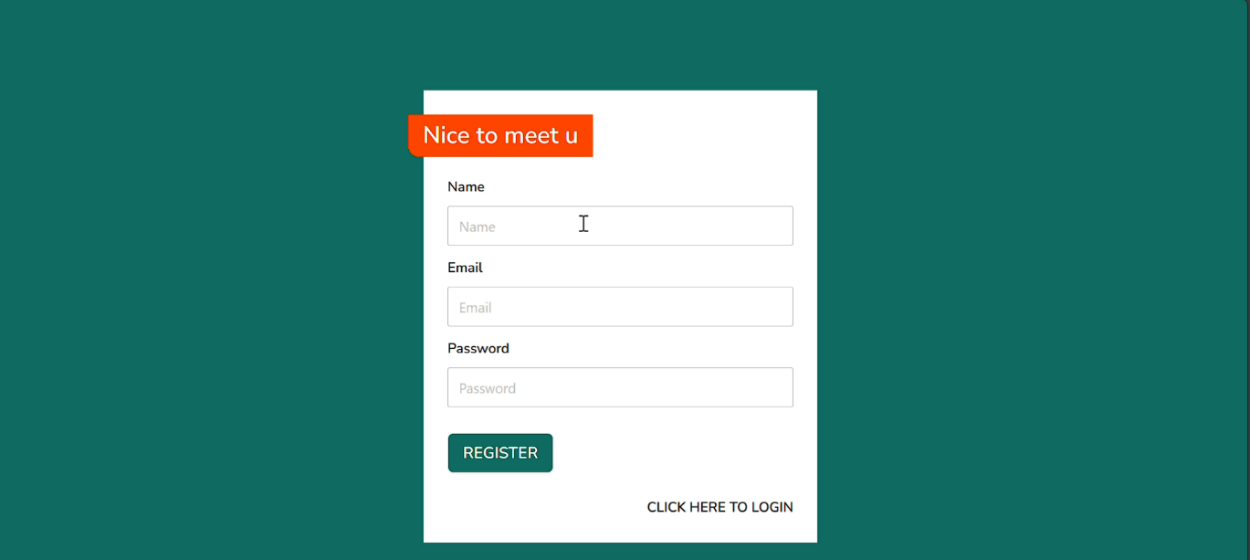 Nice to meet u
Name
Name
Email
Email
Password
Password
REGISTER
CLICK HERE TO LOGIN